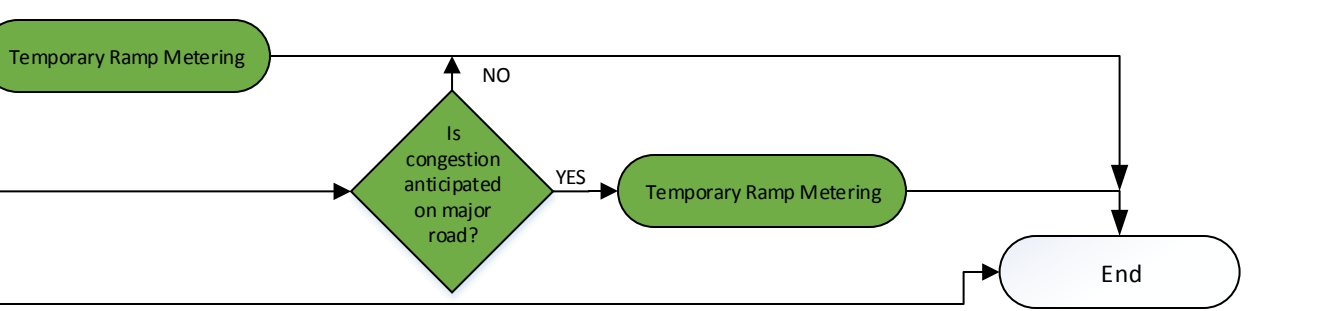 Temporary Ramp Metering
NO
Is
congestion
anticipated
on major
road?
YES
Temporary Ramp Metering
End